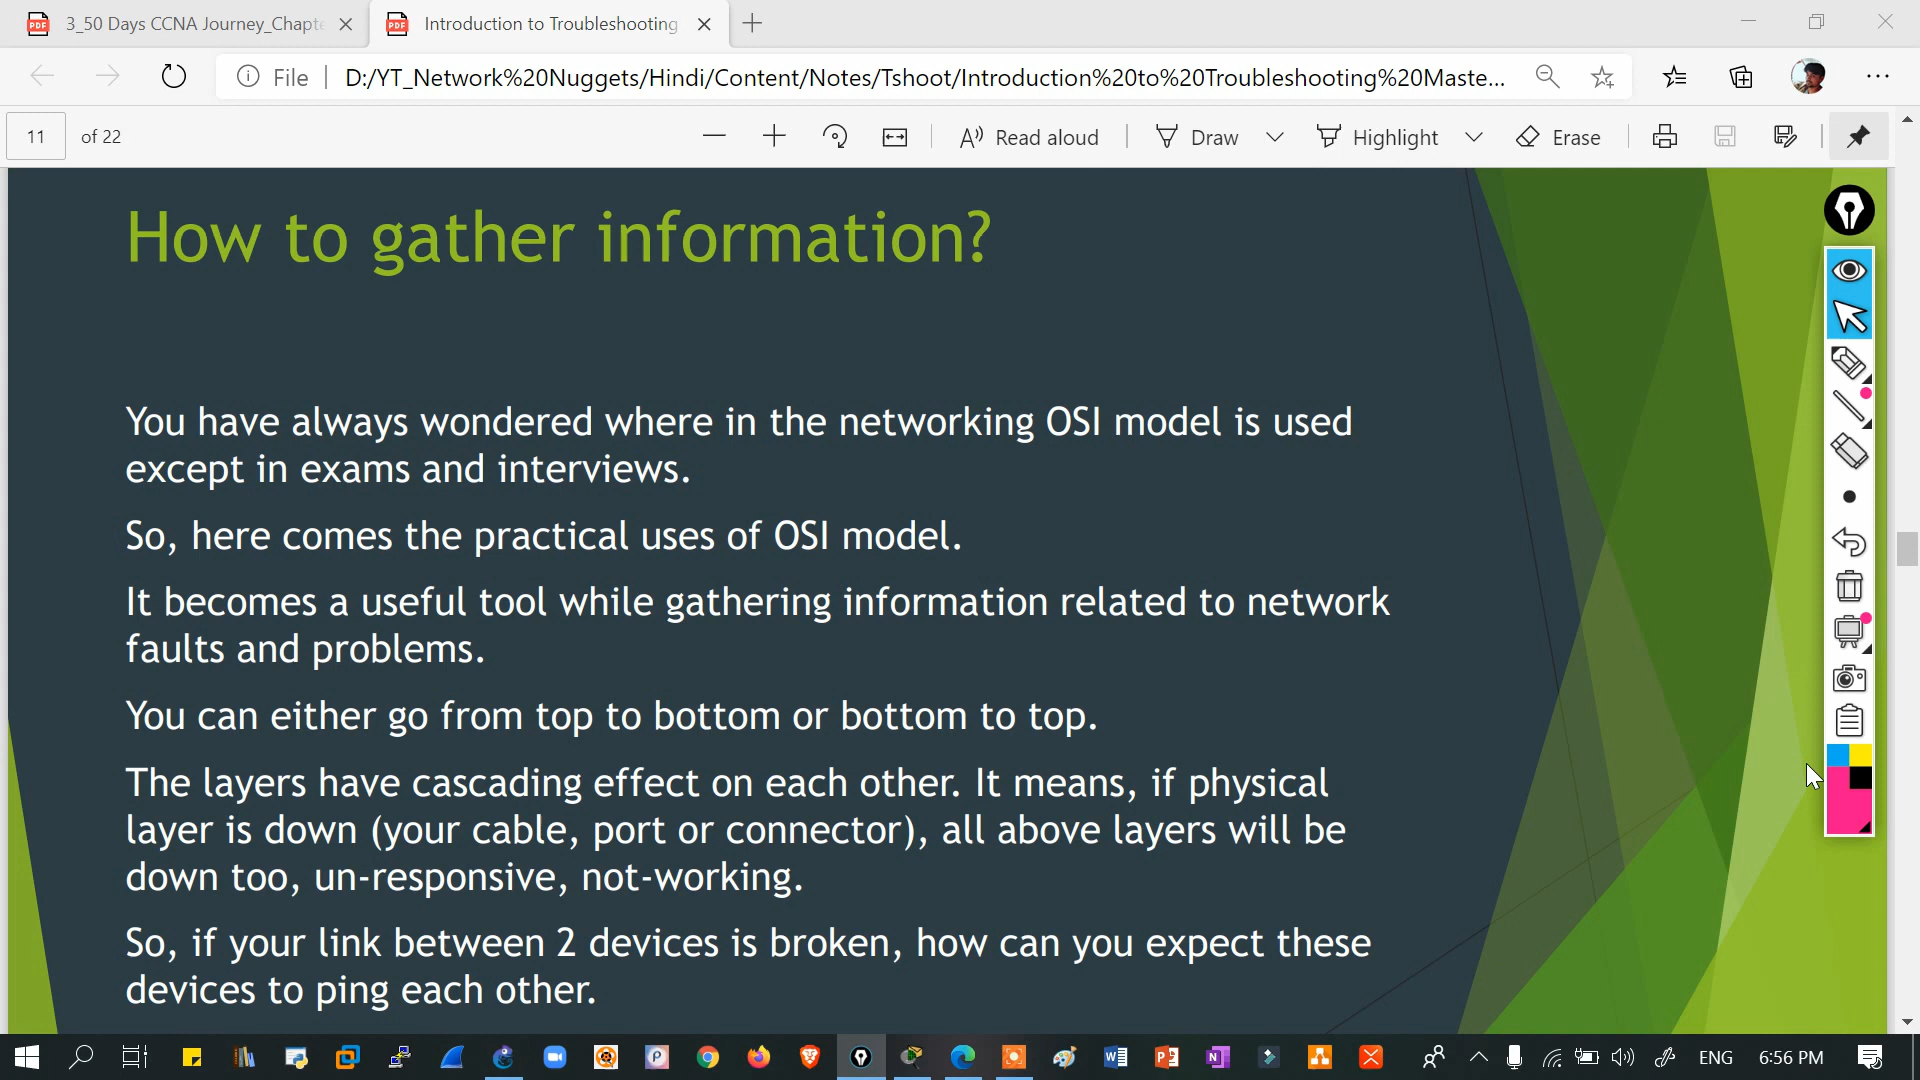 3_50 Days CCNA Journey_Chapte
Introduction to Troubleshooting
File
D:/YT_Network%20Nuggets/Hindi/Content/Notes/Tshoot/Introduction%20to%20Troubleshooting%20Maste...
11 of 22
Read aloud
Draw
Highlight
Erase
How to gather information?
You have always wondered where in the networking OSI model is used
except in exams and interviews.
So, here comes the practical uses of OSI model.
It becomes a useful tool while gathering information related to network
faults and problems.
You can either go from top to bottom or bottom to top.
The layers have cascading effect on each other. It means, if physical
layer is down (your cable, port or connector), all above layers will be
down too, un-responsive, not-working.
So, if your link between 2 devices is broken, how can you expect these
devices to ping each other.
ENG
6:56 PM